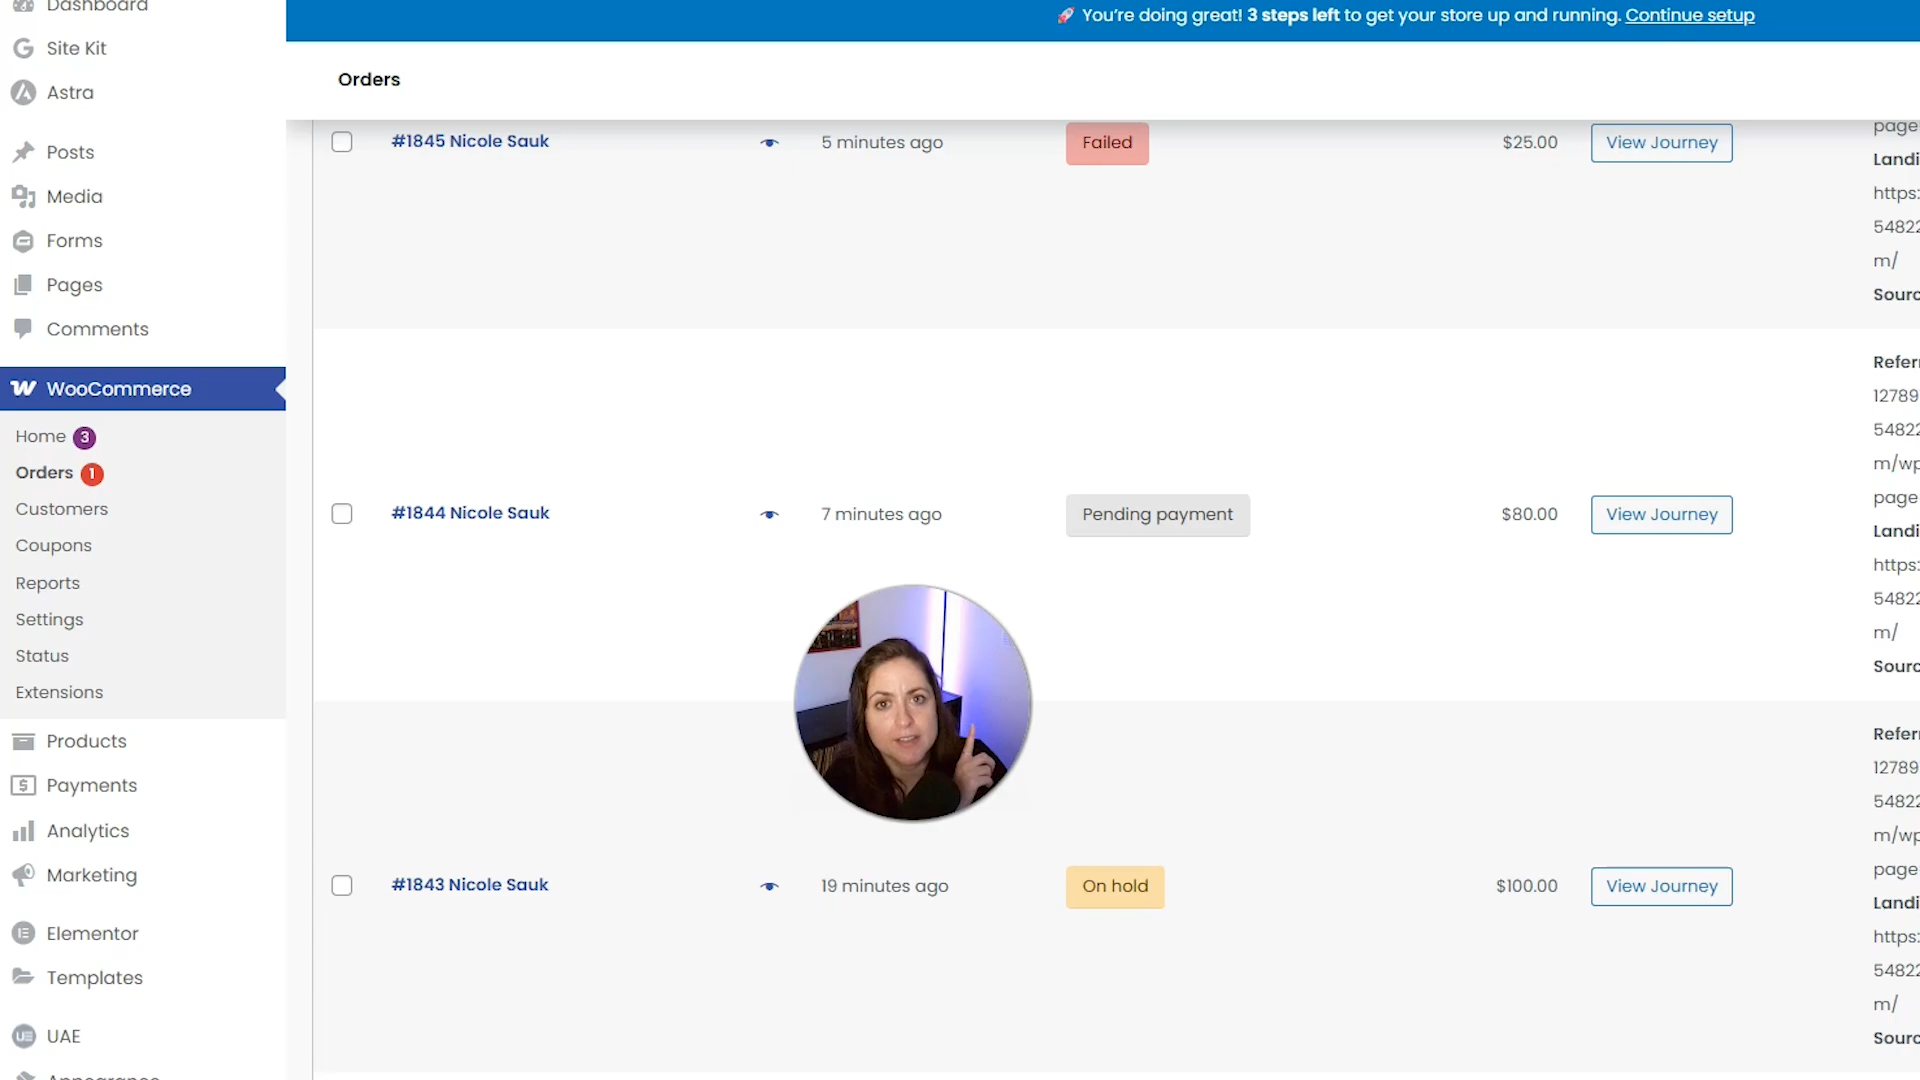 Dashboard
Site Kit
Astra
Posts
Media
Forms
Pages
Comments
WooCommerce
Home 3
Orders 1
Customers
Coupons
Reports
Settings
Status
Extensions
Products
Payments
Analytics
Marketing
Elementor
Templates
UAE
Appearance
🚀 You're doing great! 3 steps left to get your store up and running. Continue setup
Orders
#1845 Nicole Sauk 5 minutes ago Failed $25.00 View Journey
page
Landi
https:
54822
m/
Sourc
#1844 Nicole Sauk 7 minutes ago Pending payment $80.00 View Journey
Referr
12789
54822
m/wp
page
Landi
https:
54822
m/
Sourc
#1843 Nicole Sauk 19 minutes ago On hold $100.00 View Journey
Referr
12789
54822
m/wp
page
Landi
https:
54822
m/
Sourc